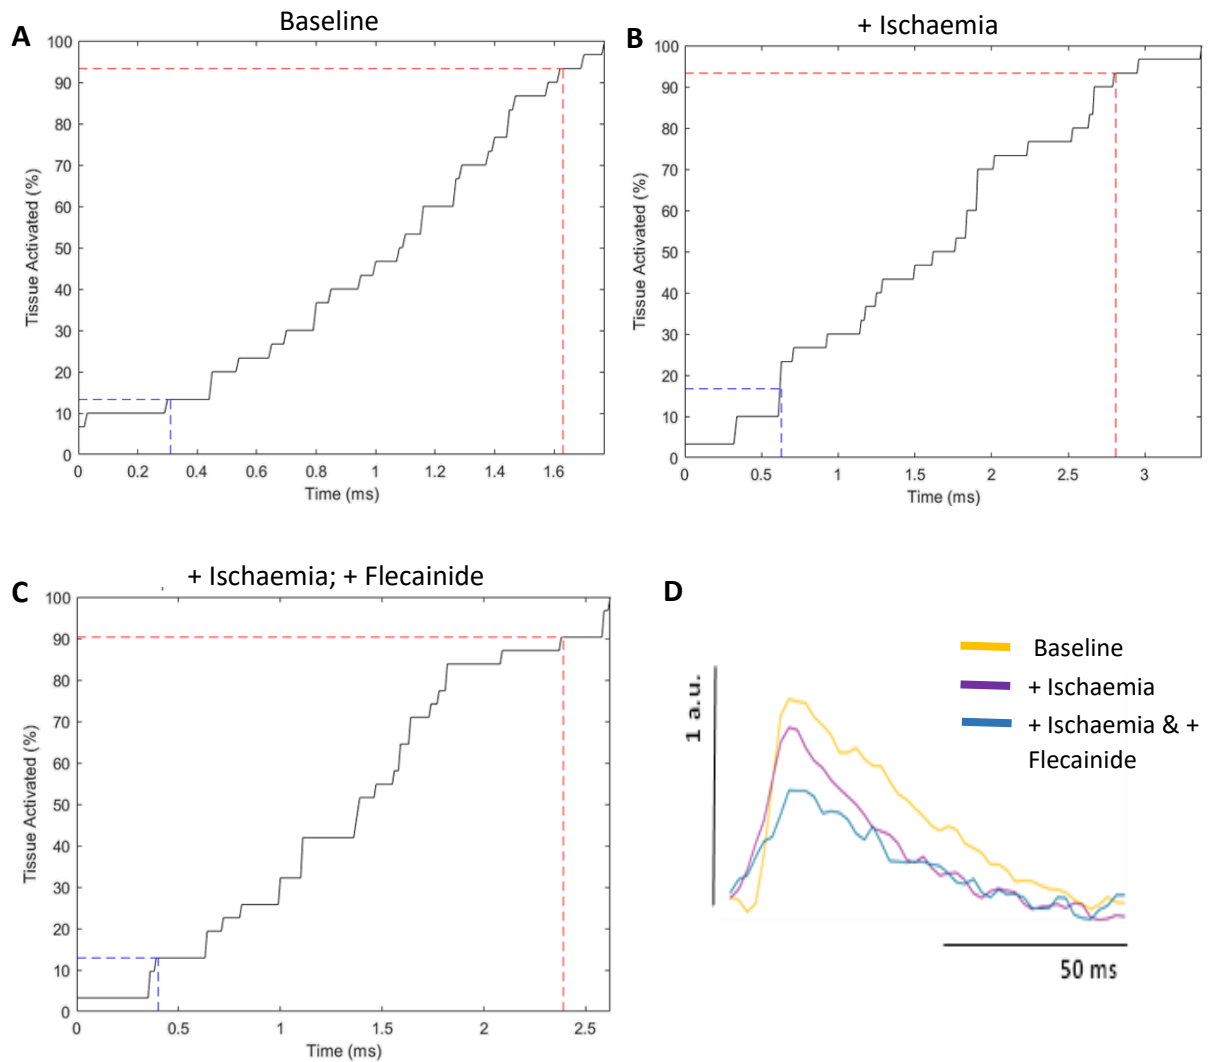 A
Baseline
100
90
80
70
60
50
40
30
20
10
0
Tissue Activated (%)
0
0.2
0.4
0.6
0.8
1
1.2
1.4
1.6
Time (ms)
B
+ Ischaemia
100
90
80
70
60
50
40
30
20
10
0
Tissue Activated (%)
0
0.5
1
1.5
2
2.5
3
Time (ms)
C
+ Ischaemia; + Flecainide
100
90
80
70
60
50
40
30
20
10
0
Tissue Activated (%)
0
0.5
1
1.5
2
2.5
Time (ms)
D
Baseline
+ Ischaemia
+ Ischaemia & +
Flecainide
1 a.u.
50 ms